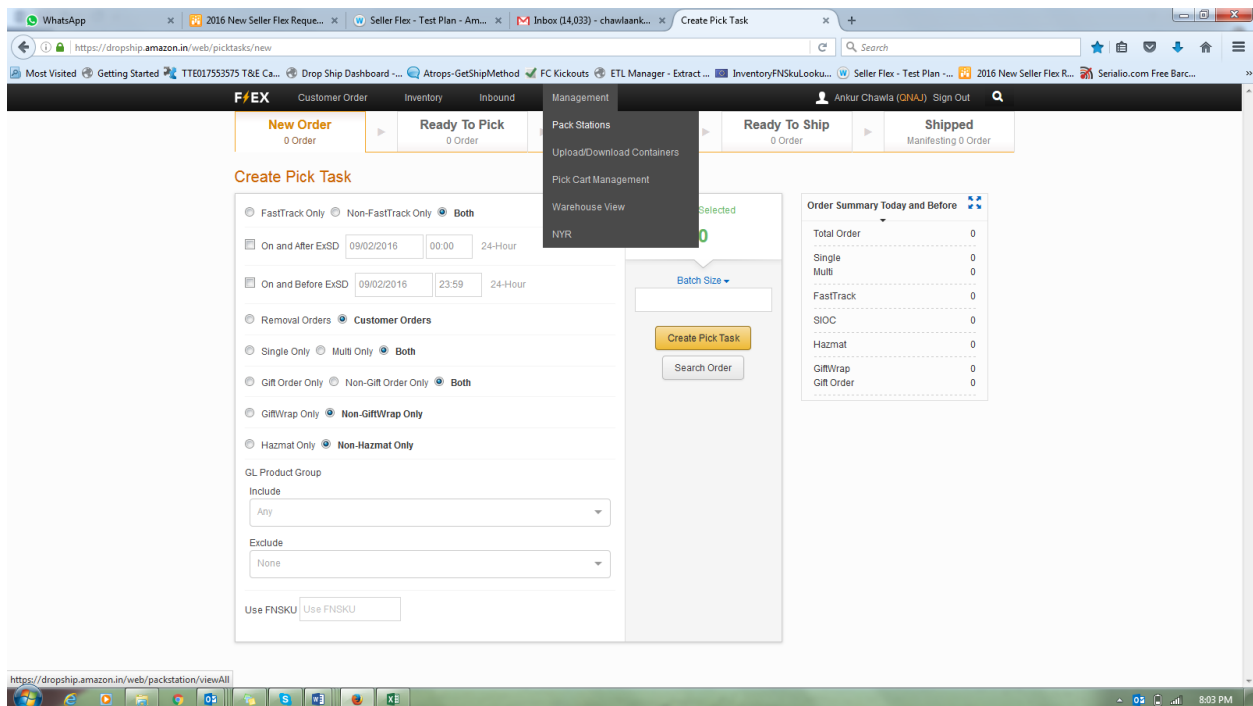 WhatsApp 2016 New Seller Flex Reque... Seller Flex - Test Plan - Am... Inbox (14,033) - chawlaank... Create Pick Task
https://dropship.amazon.in/web/picktasks/new Search
Most Visited Getting Started TTE017553575 T&E Ca... Drop Ship Dashboard -... Atrops-GetShipMethod FC Kickouts ETL Manager - Extract ... InventoryFNSkuLooku... Seller Flex - Test Plan -... 2016 New Seller Flex R... Serialio.com Free Barc...
FLEX Customer Order Inventory Inbound Management Ankur Chawla (QNAJ) Sign Out
New Order Ready To Pick Ready To Ship Shipped
0 Order 0 Order 0 Order Manifesting 0 Order
Pack Stations
Upload/Download Containers
Pick Cart Management
Warehouse View
NYR
Create Pick Task
FastTrack Only Non-FastTrack Only Both
On and After ExSD 09/02/2016 00:00 24-Hour
On and Before ExSD 09/02/2016 23:59 24-Hour
Removal Orders Customer Orders
Single Only Multi Only Both
Gift Order Only Non-Gift Order Only Both
GiftWrap Only Non-GiftWrap Only
Hazmat Only Non-Hazmat Only
GL Product Group
Include
Any
Exclude
None
Use FNSKU Use FNSKU
Selected
0
Batch Size
Create Pick Task
Search Order
Order Summary Today and Before
Total Order 0
Single 0
Multi 0
FastTrack 0
SIOC 0
Hazmat 0
GiftWrap 0
Gift Order 0
https://dropship.amazon.in/web/packstation/viewAll
8:03 PM